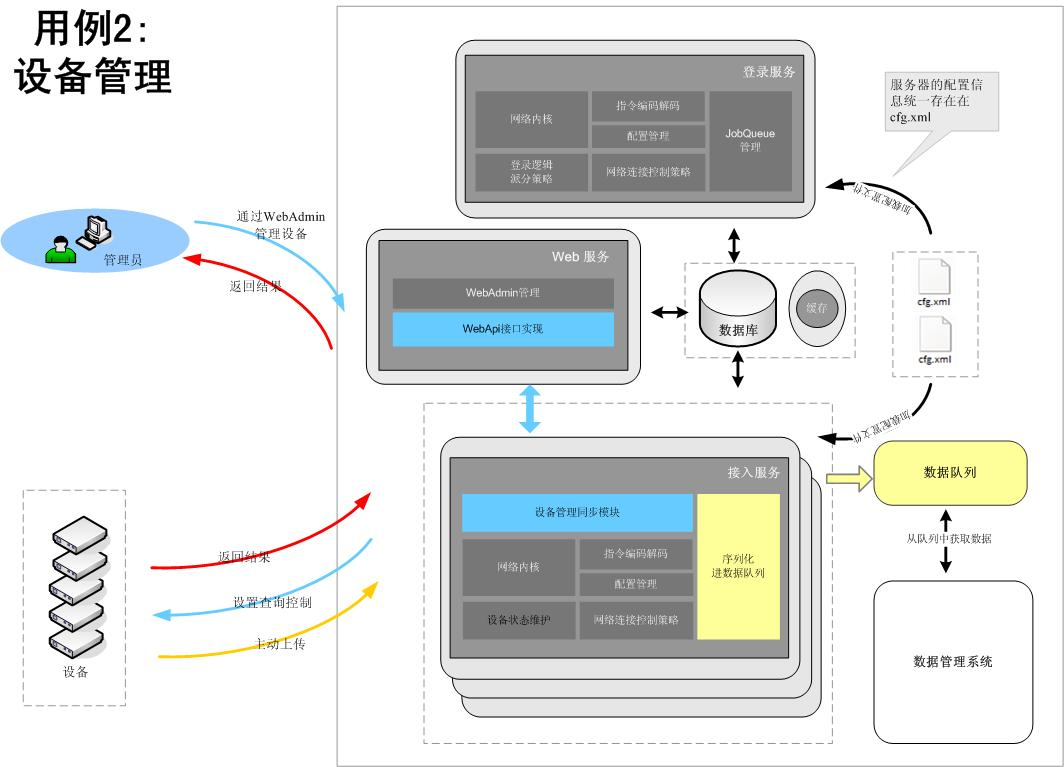 用例2:
设备管理
登录服务
网络内核
指令编码解码
配置管理
JobQueue
管理
登录逻辑
派分策略
网络连接控制策略
服务器的配置信
息统一存在在
cfg.xml
加载配置文件
管理员
通过WebAdmin
管理设备
返回结果
Web 服务
WebAdmin管理
WebApi接口实现
数据库
缓存
cfg.xml
cfg.xml
加载配置文件
接入服务
设备管理同步模块
网络内核
指令编码解码
配置管理
设备状态维护
网络连接控制策略
序列化
进数据队列
数据队列
从队列中获取数据
数据管理系统
返回结果
设置查询控制
主动上传
设备